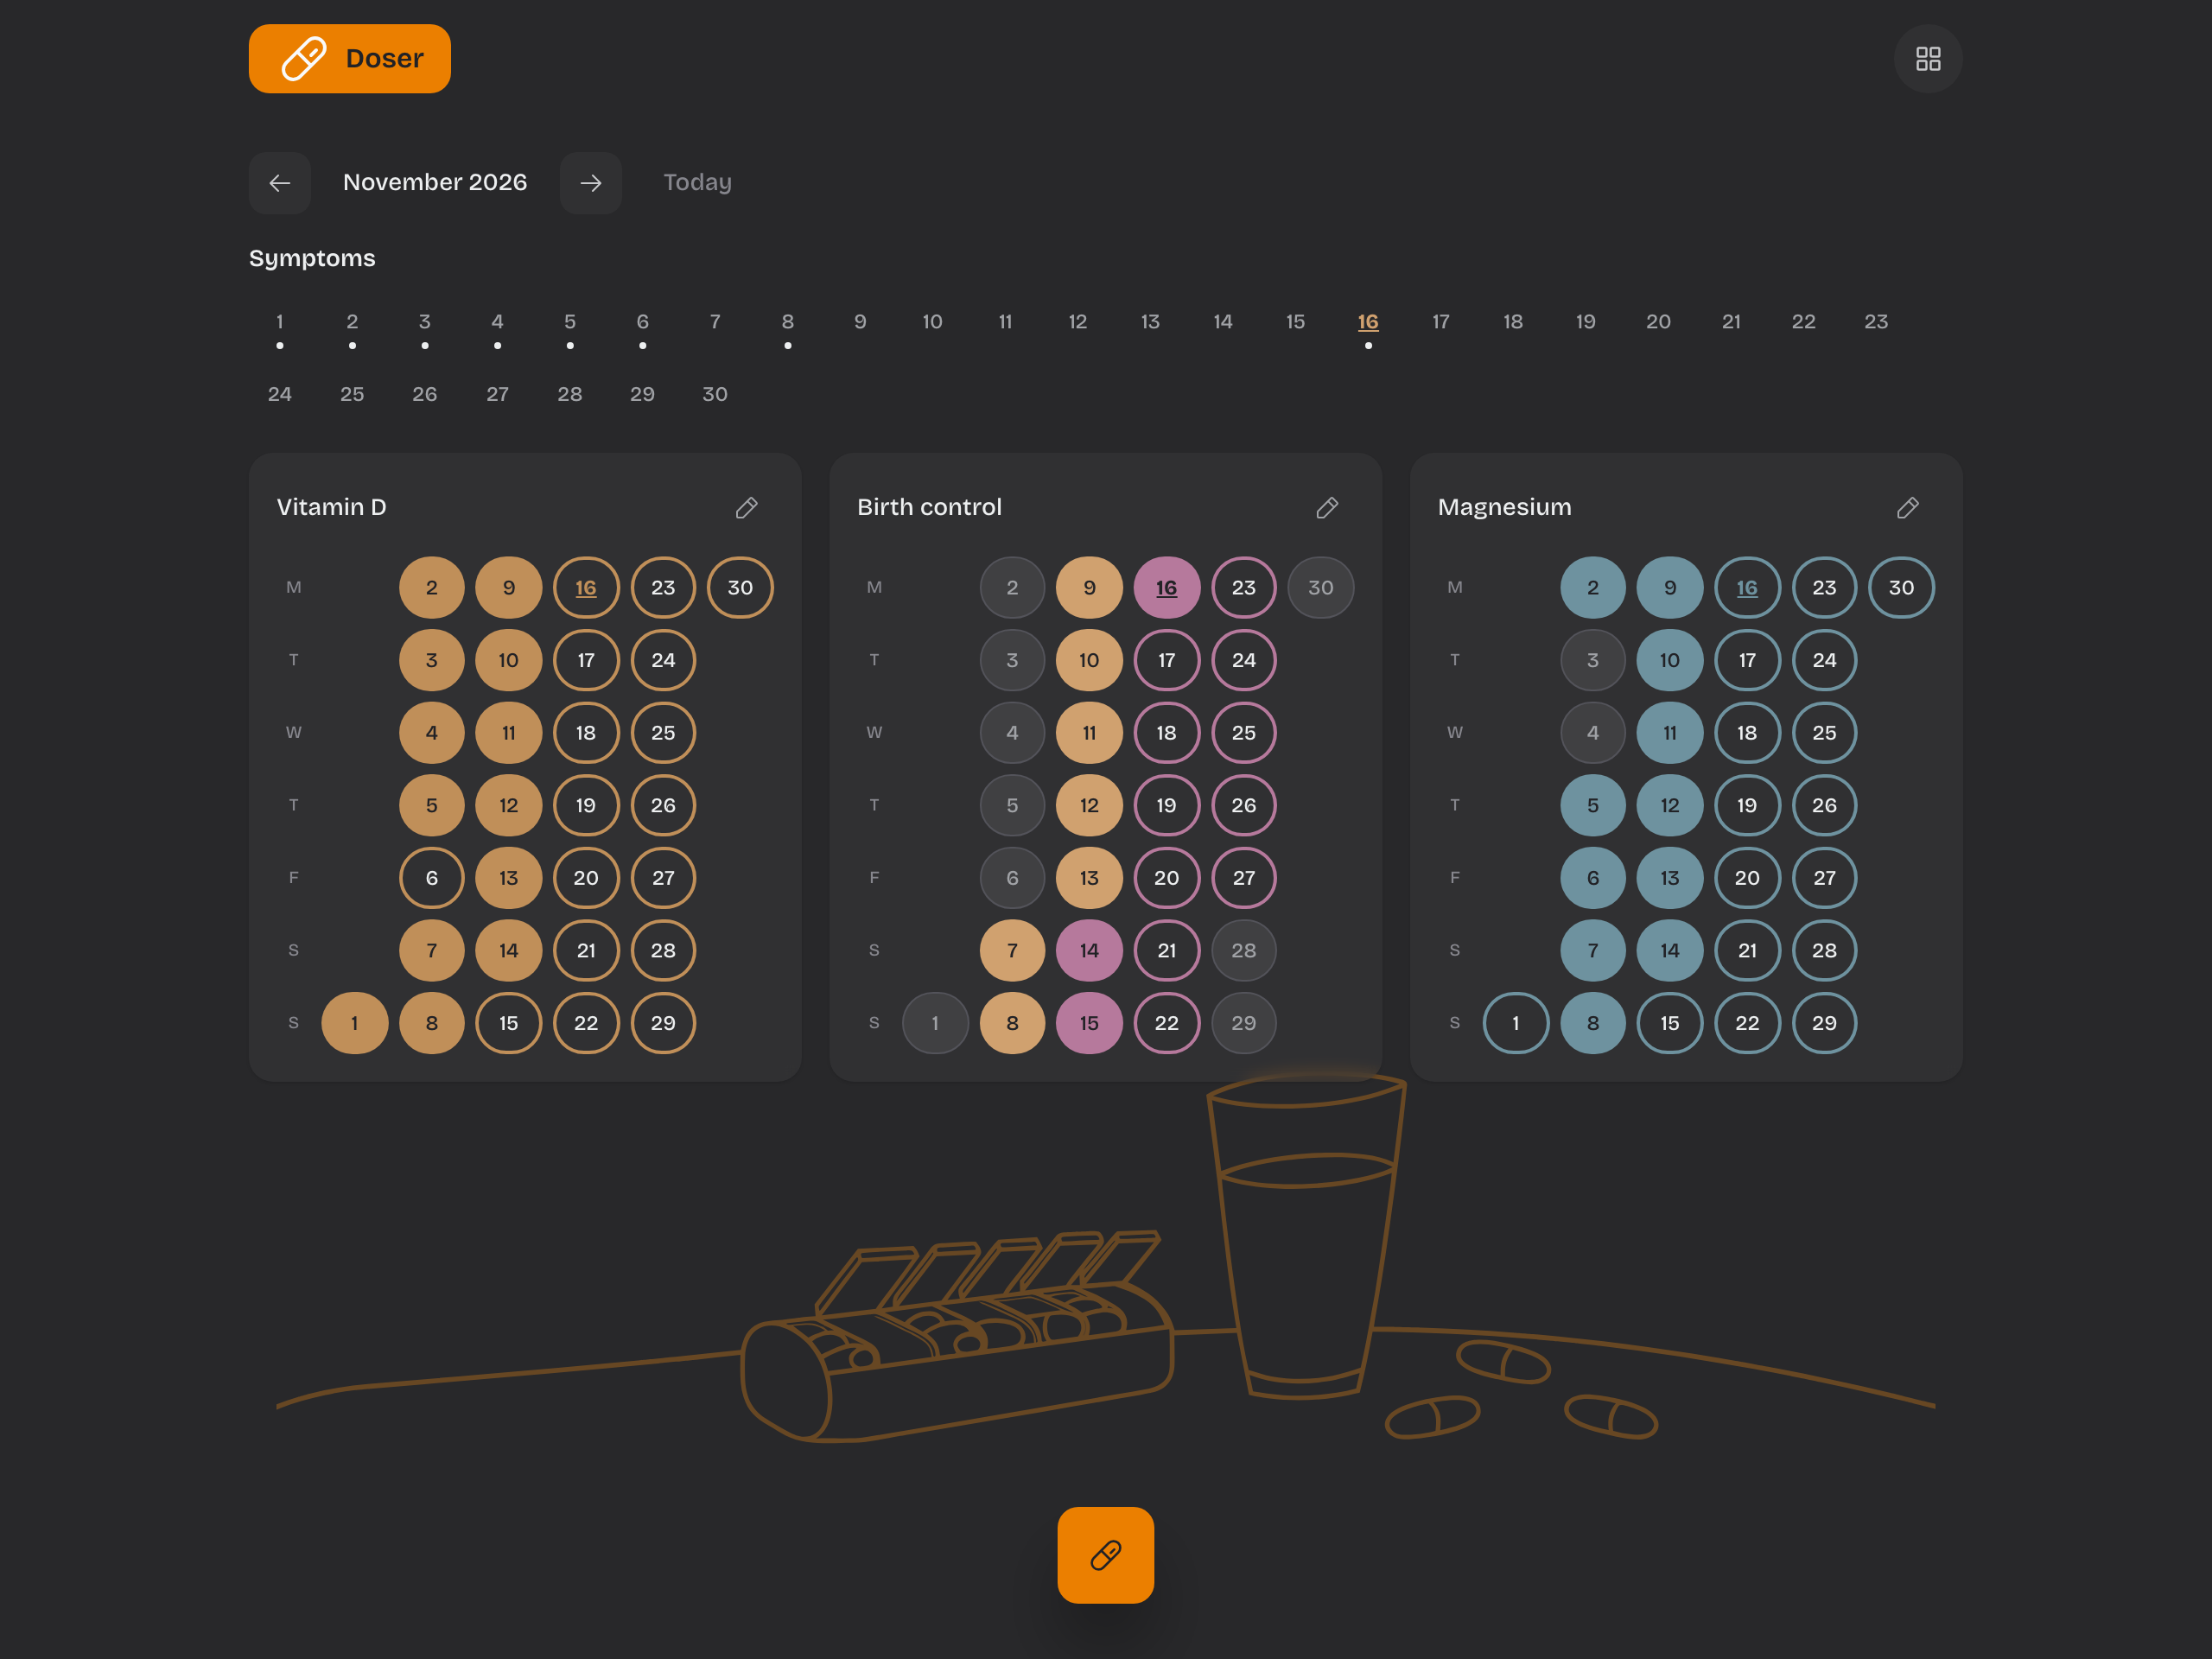 Doser
November 2026 Today
Symptoms
1 2 3 4 5 6 7 8 9 10 11 12 13 14 15 16 17 18 19 20 21 22 23
24 25 26 27 28 29 30
Vitamin D
M 2 9 16 23 30
T 3 10 17 24
W 4 11 18 25
T 5 12 19 26
F 6 13 20 27
S 7 14 21 28
S 1 8 15 22 29
Birth control
M 2 9 16 23 30
T 3 10 17 24
W 4 11 18 25
T 5 12 19 26
F 6 13 20 27
S 7 14 21 28
S 1 8 15 22 29
Magnesium
M 2 9 16 23 30
T 3 10 17 24
W 4 11 18 25
T 5 12 19 26
F 6 13 20 27
S 7 14 21 28
S 1 8 15 22 29